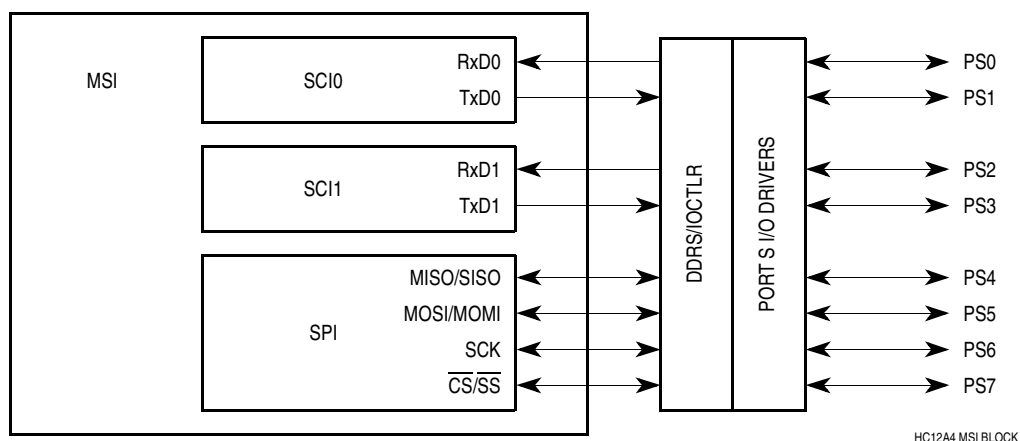 MSI
SCI0
RxD0
TxD0
SCI1
RxD1
TxD1
SPI
MISO/SISO
MOSI/MOMI
SCK
CS/SS
DDRS/IOCTLR
PORT S I/O DRIVERS
PS0
PS1
PS2
PS3
PS4
PS5
PS6
PS7
HC12A4 MSI BLOCK